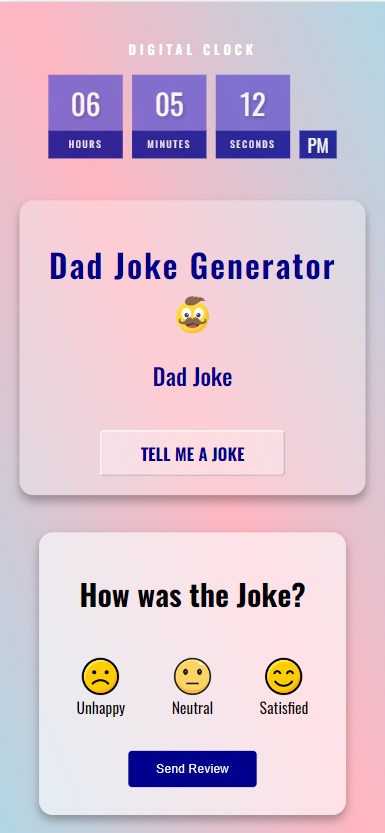 DIGITAL CLOCK
06 05 12
HOURS MINUTES SECONDS PM
Dad Joke Generator
Dad Joke
TELL ME A JOKE
How was the Joke?
Unhappy Neutral Satisfied
Send Review